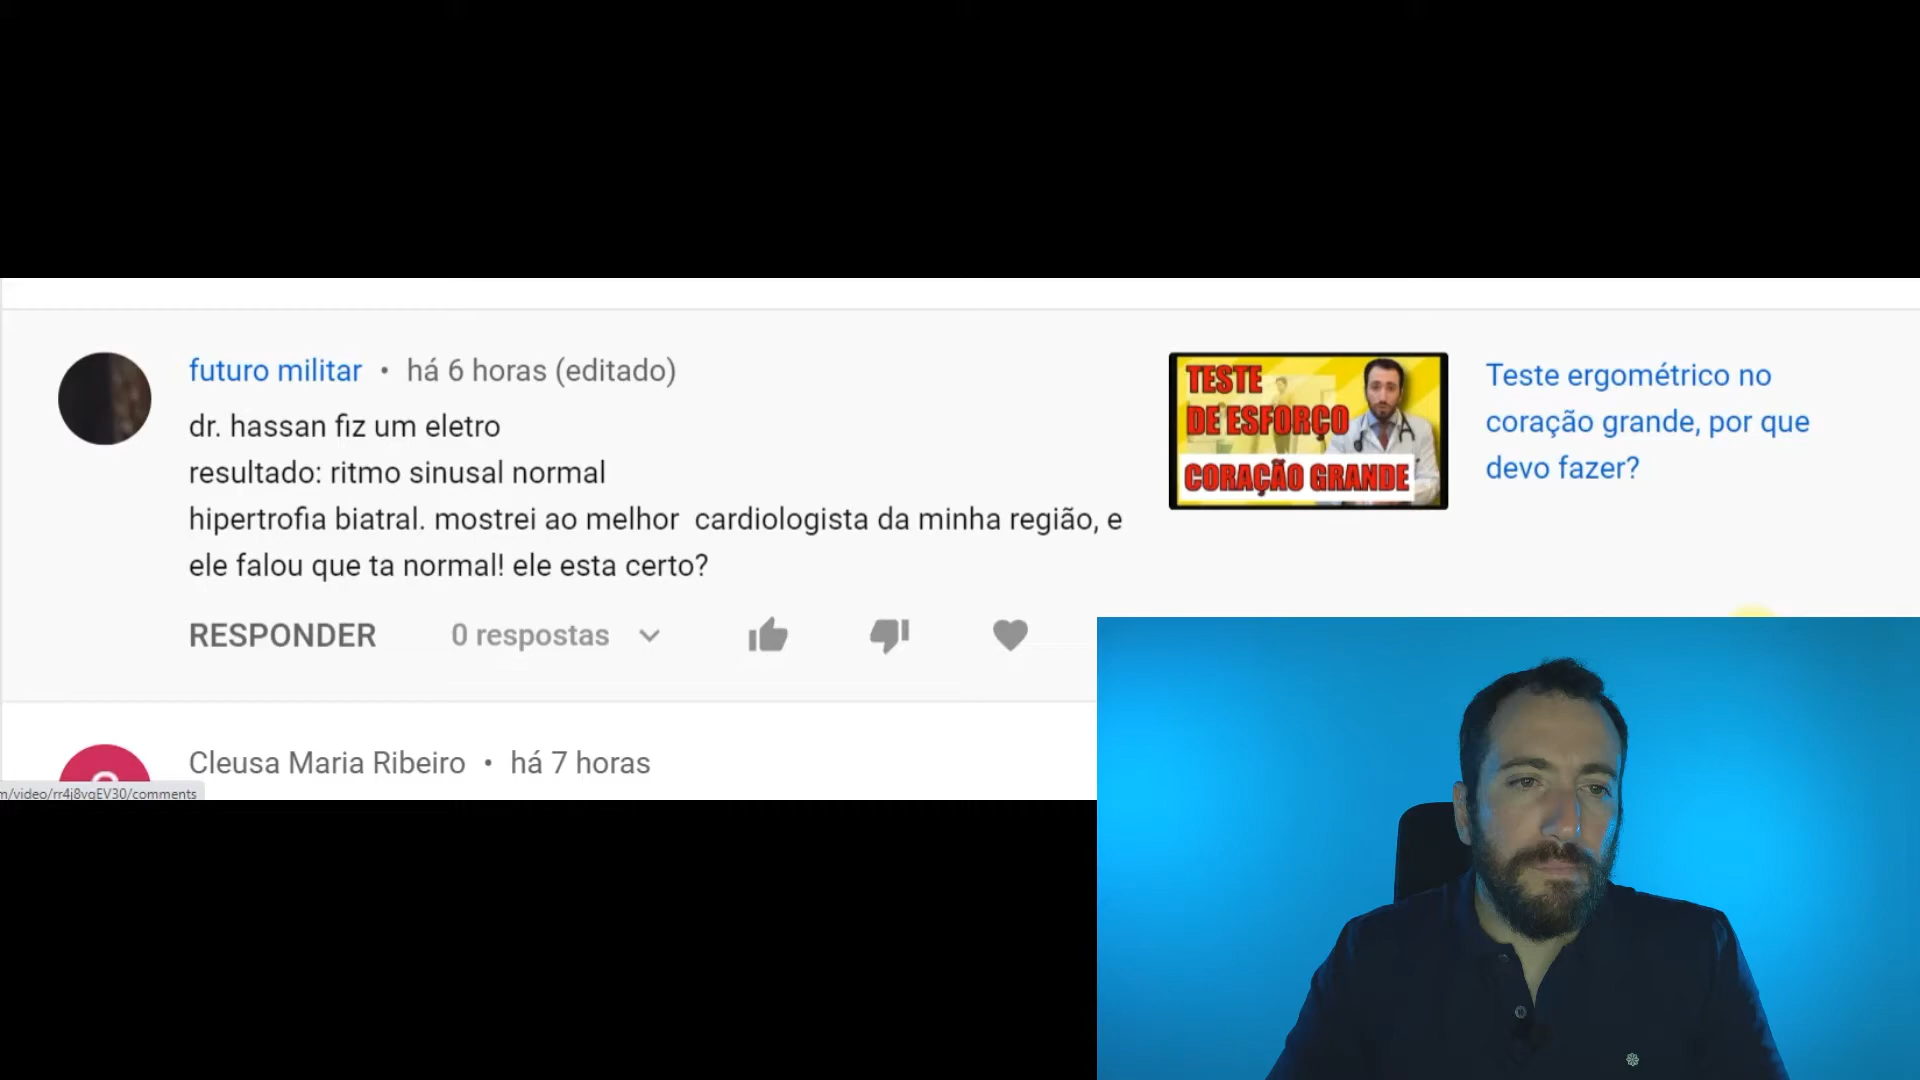 futuro militar • há 6 horas (editado)
dr. hassan fiz um eletro
resultado: ritmo sinusal normal
hipertrofia biatral. mostrei ao melhor cardiologista da minha região, e
ele falou que ta normal! ele esta certo?
RESPONDER 0 respostas
TESTE
DE ESFORÇO
CORAÇÃO GRANDE
Teste ergométrico no
coração grande, por que
devo fazer?
Cleusa Maria Ribeiro • há 7 horas
m/video/rr4j8vqEV30/comments